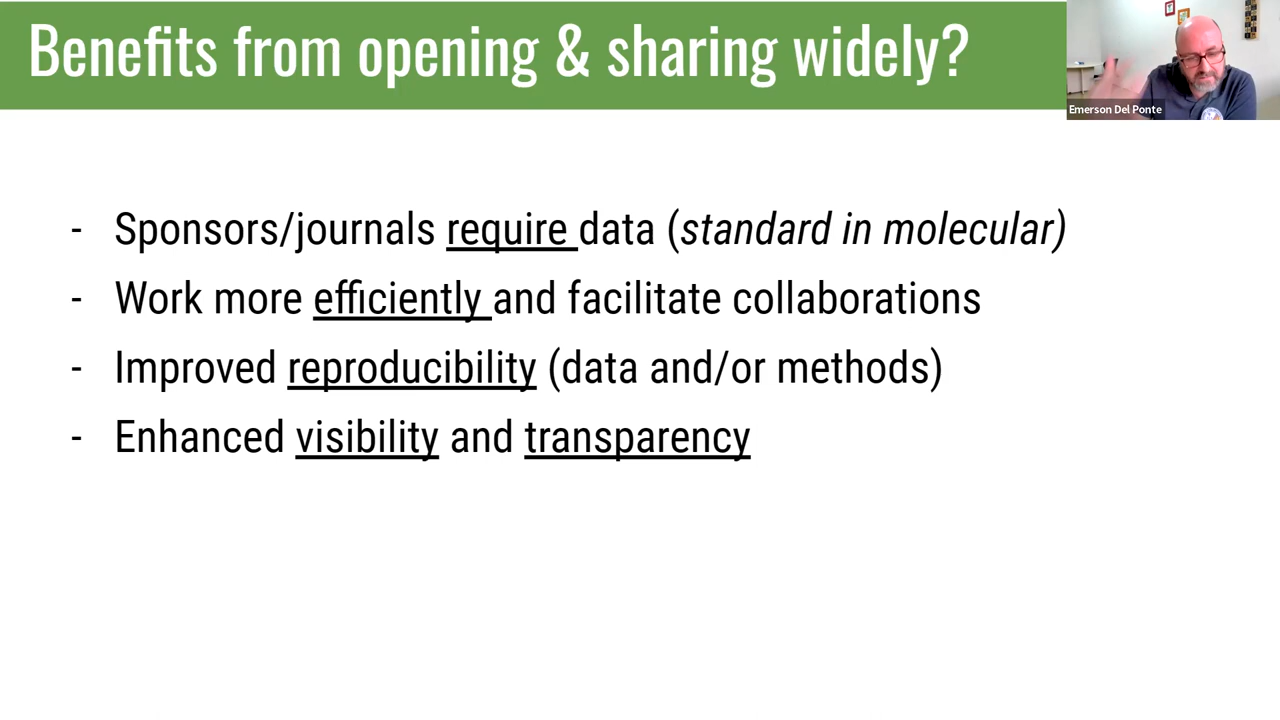 Benefits from opening & sharing widely?
Emerson Del Ponte
- Sponsors/journals require data (standard in molecular)
- Work more efficiently and facilitate collaborations
- Improved reproducibility (data and/or methods)
- Enhanced visibility and transparency